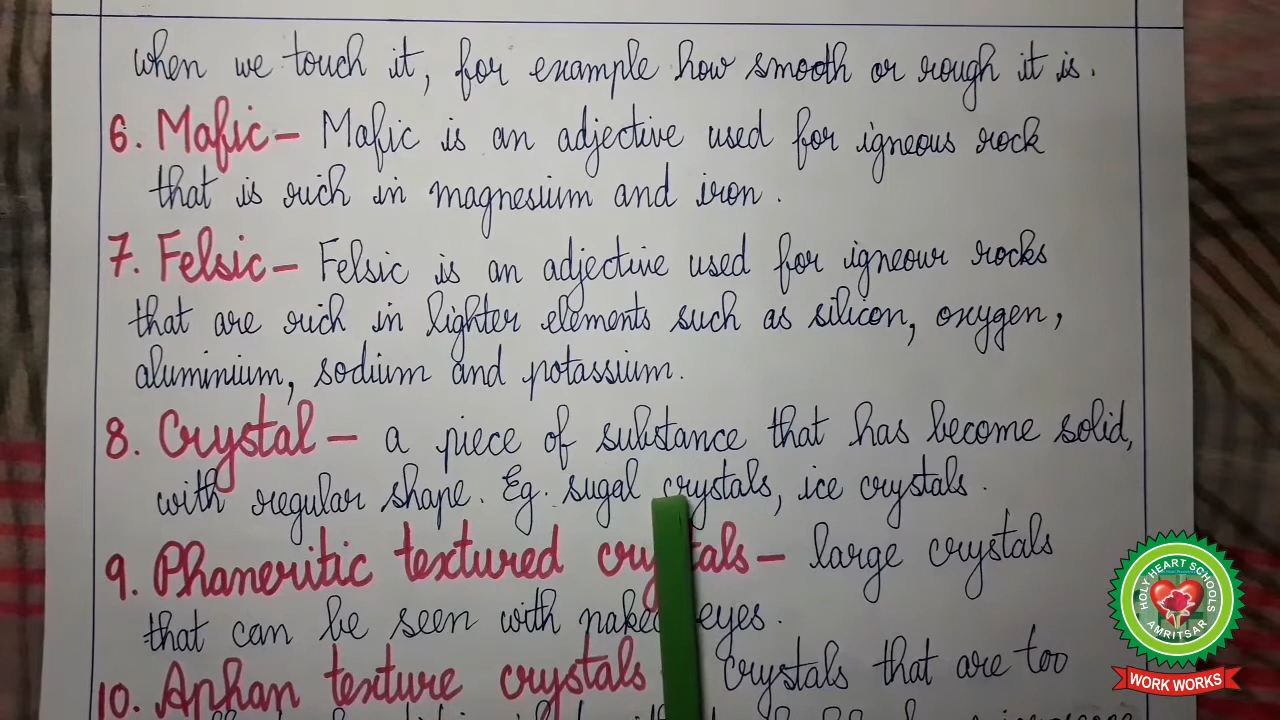 when we touch it, for example how smooth or rough it is.
6. Mafic- Mafic is an adjective used for igneous rock
that is rich in magnesium and iron.
7. Felsic- Felsic is an adjective used for igneour rocks
that are rich in lighter elements such as silicon, oxygen,
aluminium, sodium and potassium.
8. Crystal- a piece of substance that has become solid,
with regular shape. Eg. sugal crystals, ice crystals.
9. Phaneritic textured crystals- large crystals
that can be seen with naked eyes.
10. Aphan texture crystals crystals that are too
HOLY HEART SCHOOLS
AMRITSAR
WORK WORKS